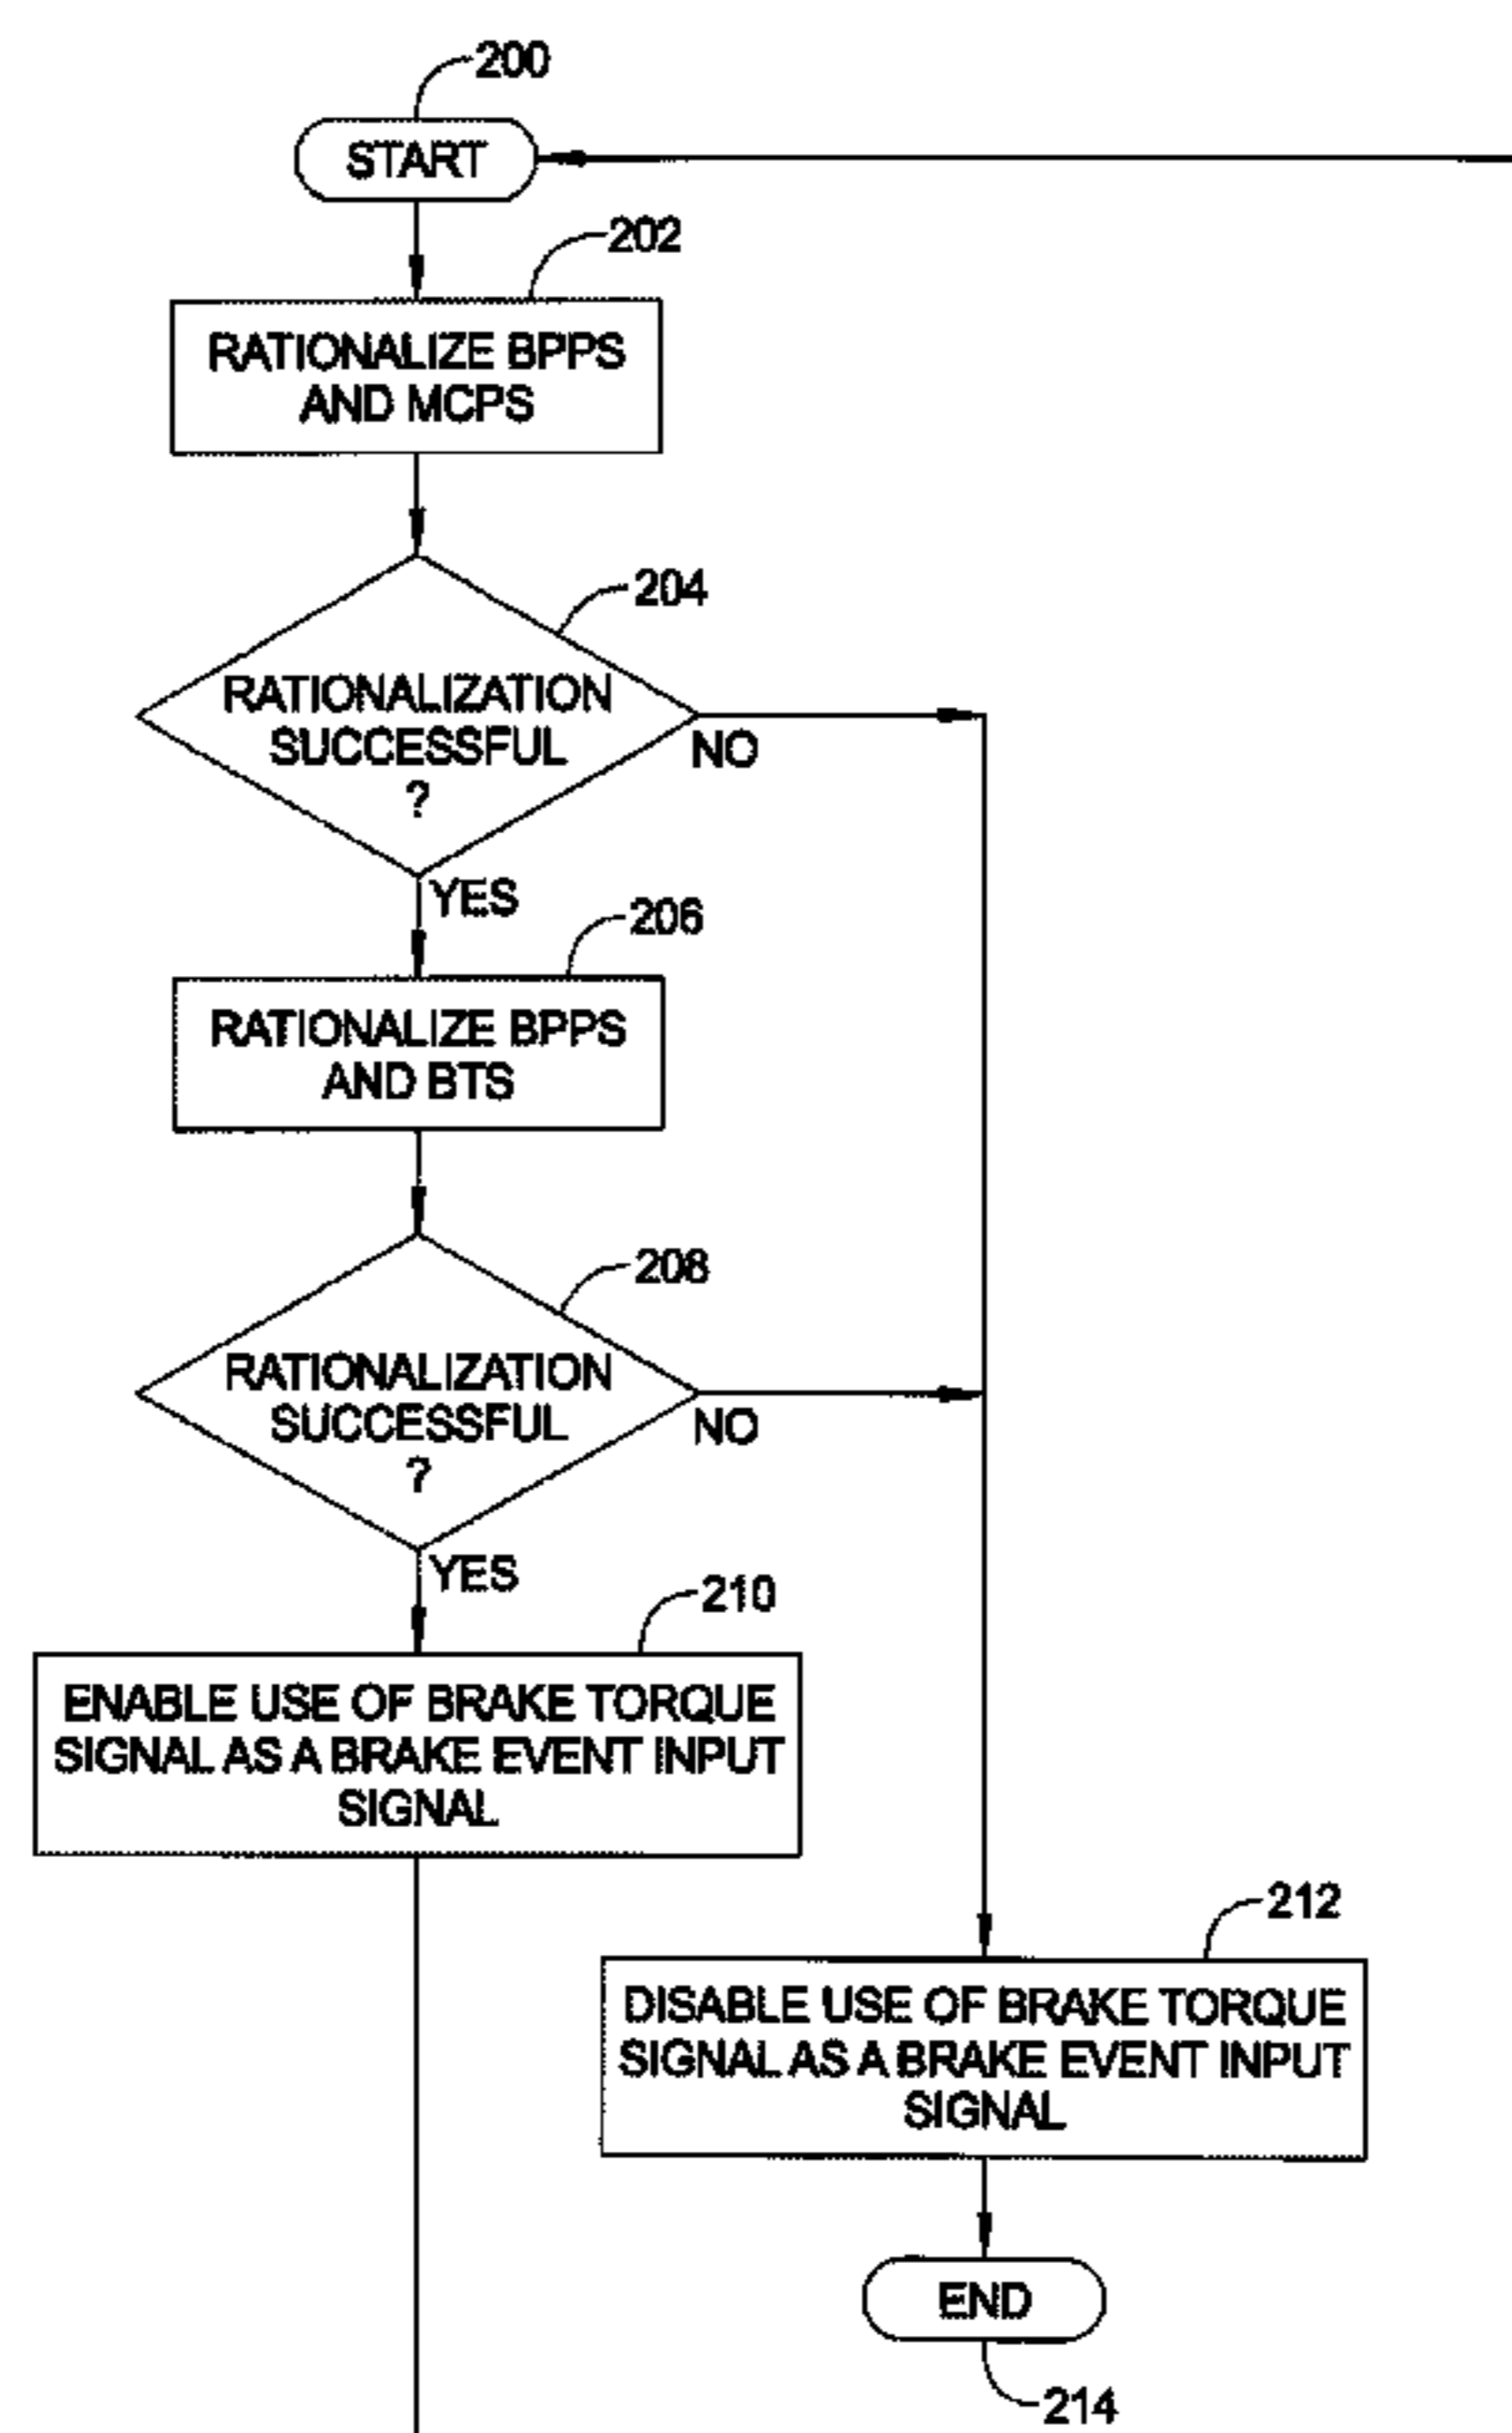 200
START
202
RATIONALIZE BPPS
AND MCPS
204
RATIONALIZATION
SUCCESSFUL
?
NO
YES
206
RATIONALIZE BPPS
AND BTS
208
RATIONALIZATION
SUCCESSFUL
?
NO
YES
210
ENABLE USE OF BRAKE TORQUE
SIGNAL AS A BRAKE EVENT INPUT
SIGNAL
212
DISABLE USE OF BRAKE TORQUE
SIGNAL AS A BRAKE EVENT INPUT
SIGNAL
END
214